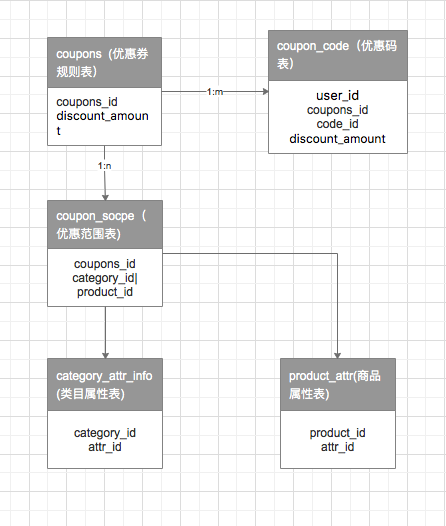 coupons（优惠券
规则表）
coupons_id
discount_amoun
t
coupon_code（优惠码
表）
user_id
coupons_id
code_id
discount_amount
1:m
1:n
coupon_socpe（
优惠范围表)
coupons_id
category_id|
product_id
category_attr_info
(类目属性表)
category_id
attr_id
product_attr(商品
属性表)
product_id
attr_id